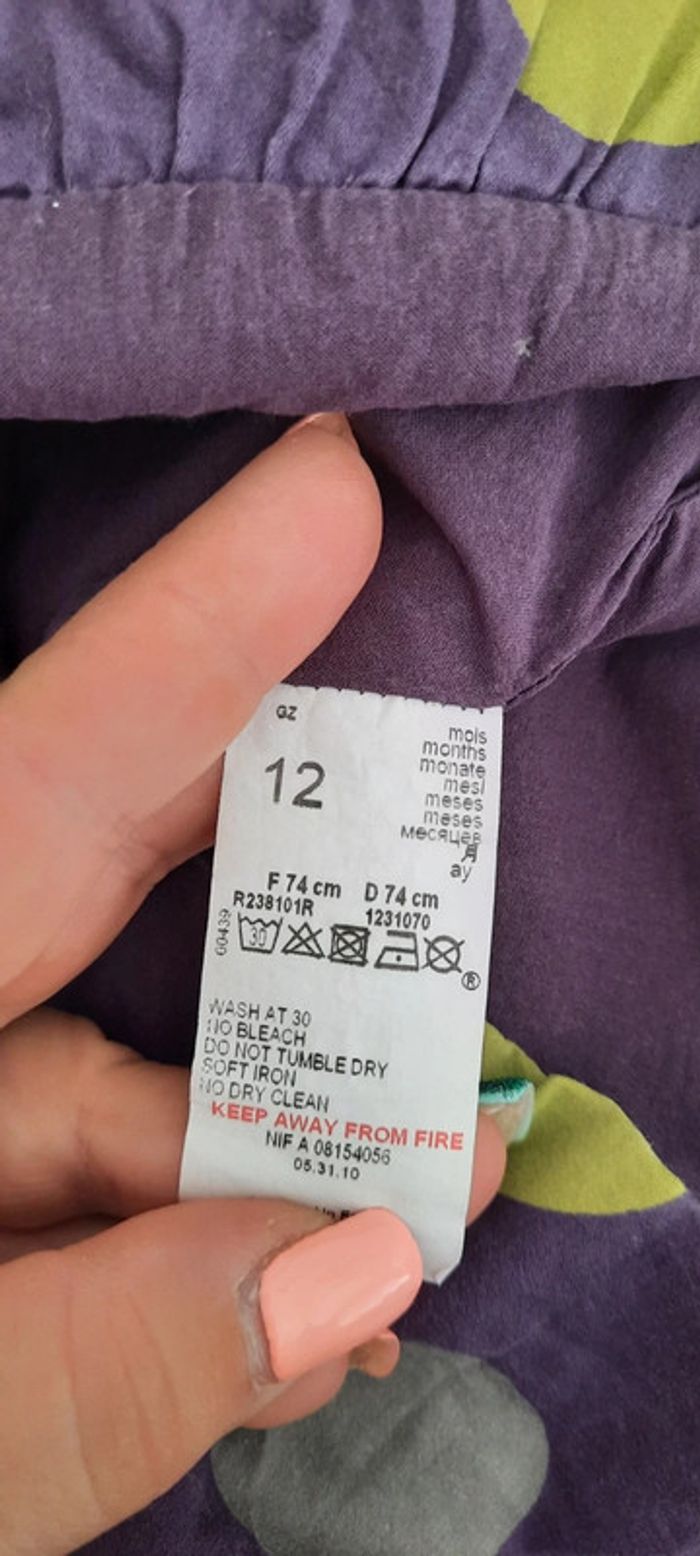 GZ
12
mois
months
monate
mesi
meses
meses
месяцев
月
ay
F 74 cm D 74 cm
R238101R 1231070
60439
30
®
WASH AT 30
NO BLEACH
DO NOT TUMBLE DRY
SOFT IRON
NO DRY CLEAN
KEEP AWAY FROM FIRE
NIF A 08154056
05.31.10